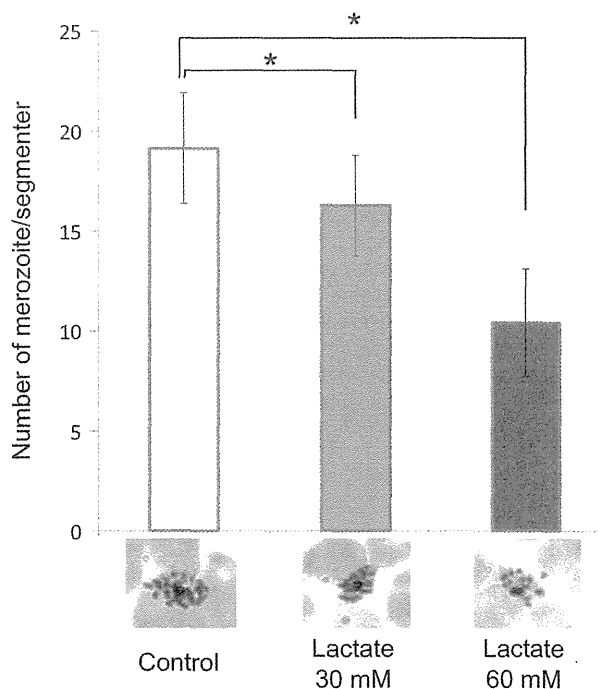 25
20
15
10
5
0
Number of merozoite/segmenter
*
*
Control
Lactate
30 mM
Lactate
60 mM